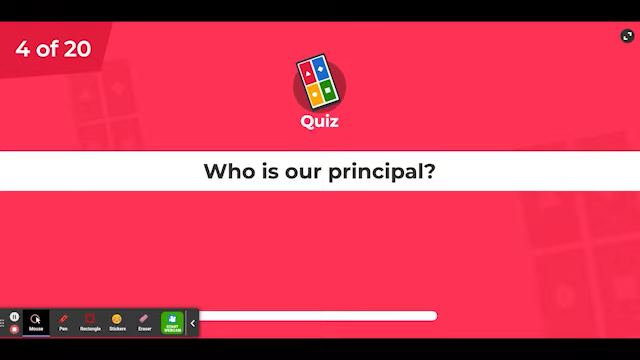 4 of 20
Quiz
Who is our principal?
Mouse
Pen
Rectangle
Stickers
Eraser
START
WEBCAM